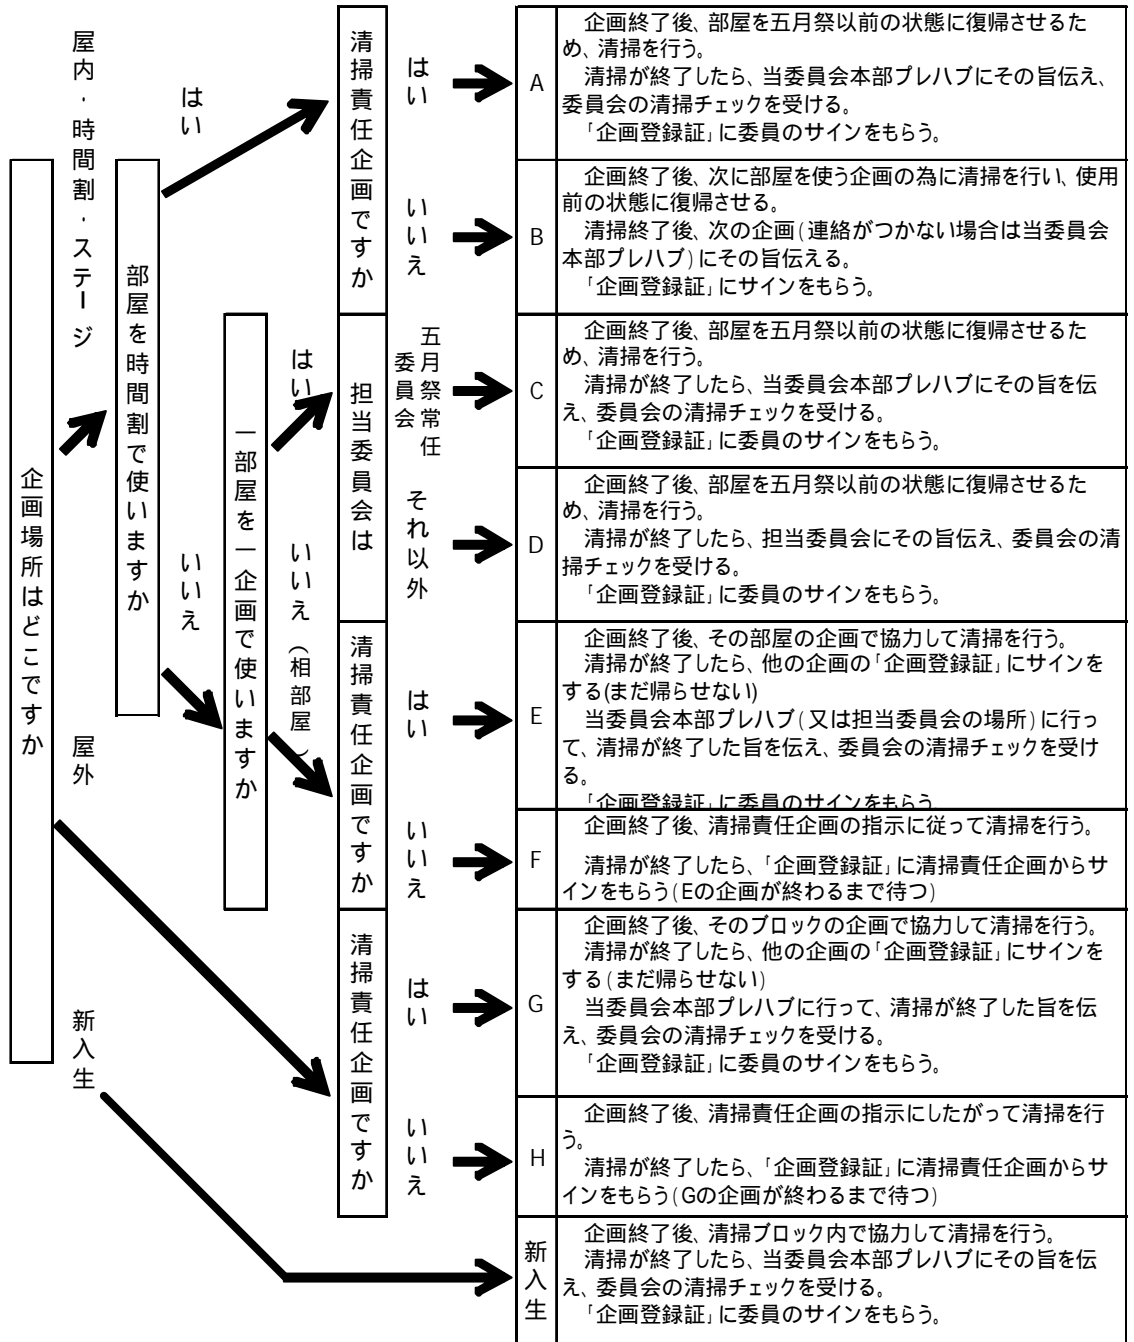 企画場所はどこですか
屋内・時間割・ステージ
屋外
新入生
部屋を時間割で使いますか
はい
いいえ
一部屋を一企画で使いますか
はい
いいえ(相部屋)
清掃責任企画ですか
はい
いいえ
担当委員会は
五月祭常任
委員会
それ以外
清掃責任企画ですか
はい
いいえ
清掃責任企画ですか
はい
いいえ
A
企画終了後、部屋を五月祭以前の状態に復帰させるた
め、清掃を行う。
清掃が終了したら、当委員会本部プレハブにその旨伝え、
委員会の清掃チェックを受ける。
「企画登録証」に委員のサインをもらう。
B
企画終了後、次に部屋を使う企画の為に清掃を行い、使用
前の状態に復帰させる。
清掃終了後、次の企画(連絡がつかない場合は当委員会
本部プレハブ)にその旨伝える。
「企画登録証」にサインをもらう。
C
企画終了後、部屋を五月祭以前の状態に復帰させるた
め、清掃を行う。
清掃が終了したら、当委員会本部プレハブにその旨を伝
え、委員会の清掃チェックを受ける。
「企画登録証」に委員のサインをもらう。
D
企画終了後、部屋を五月祭以前の状態に復帰させるた
め、清掃を行う。
清掃が終了したら、担当委員会にその旨伝え、委員会の清
掃チェックを受ける。
「企画登録証」に委員のサインをもらう。
E
企画終了後、その部屋の企画で協力して清掃を行う。
清掃が終了したら、他の企画の「企画登録証」にサインを
する(まだ帰らせない)
当委員会本部プレハブ(又は担当委員会の場所)に行っ
て、清掃が終了した旨を伝え、委員会の清掃チェックを受け
る。
「企画登録証」に委員のサインをもらう
F
企画終了後、清掃責任企画の指示に従って清掃を行う。
清掃が終了したら、「企画登録証」に清掃責任企画からサ
インをもらう(Eの企画が終わるまで待つ)
G
企画終了後、そのブロックの企画で協力して清掃を行う。
清掃が終了したら、他の企画の「企画登録証」にサインを
する(まだ帰らせない)
当委員会本部プレハブに行って、清掃が終了した旨を伝
え、委員会の清掃チェックを受ける。
「企画登録証」に委員のサインをもらう。
H
企画終了後、清掃責任企画の指示にしたがって清掃を行
う。
清掃が終了したら、「企画登録証」に清掃責任企画からサ
インをもらう(Gの企画が終わるまで待つ)
新入生
企画終了後、清掃ブロック内で協力して清掃を行う。
清掃が終了したら、当委員会本部プレハブにその旨を伝
え、委員会の清掃チェックを受ける。
「企画登録証」に委員のサインをもらう。